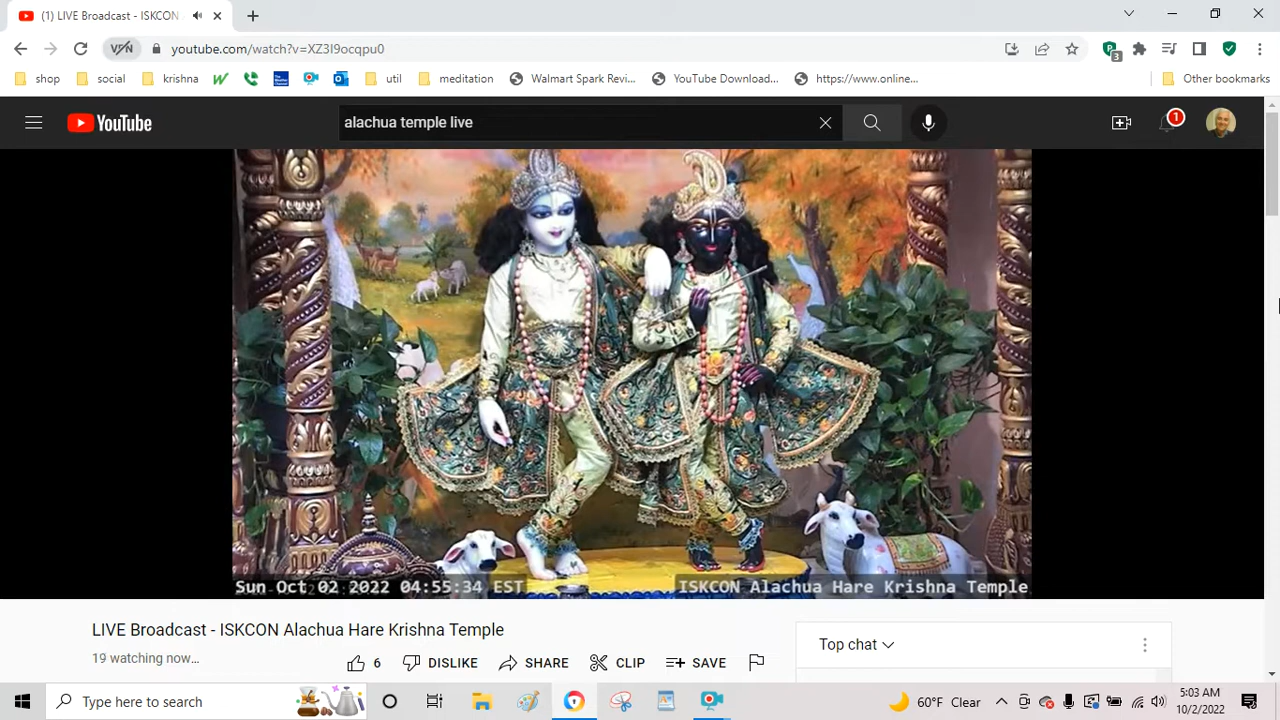 (1) LIVE Broadcast - ISKCON
youtube.com/watch?v=XZ3I9ocqpu0
3
shop
social
krishna
util
meditation
Walmart Spark Revi...
YouTube Download...
https://www.online...
Other bookmarks
YouTube
alachua temple live
1
Sun Oct 02 2022 04:55:34 EST
ISKCON Alachua Hare Krishna Temple
LIVE Broadcast - ISKCON Alachua Hare Krishna Temple
19 watching now...
6
DISLIKE
SHARE
CLIP
SAVE
Top chat
Type here to search
60°F Clear
5:03 AM
10/2/2022